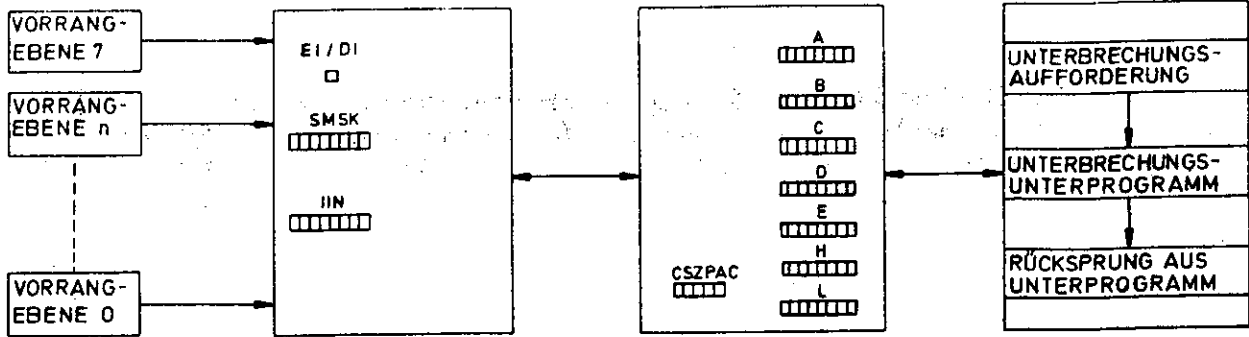 VORRANG-
EBENE 7
VORRANG-
EBENE n
VORRANG-
EBENE 0
EI / DI
SMSK
IIN
A
B
C
D
E
H
L
CSZPAC
UNTERBRECHUNGS-
AUFFORDERUNG
UNTERBRECHUNGS-
UNTERPROGRAMM
RÜCKSPRUNG AUS
UNTERPROGRAMM